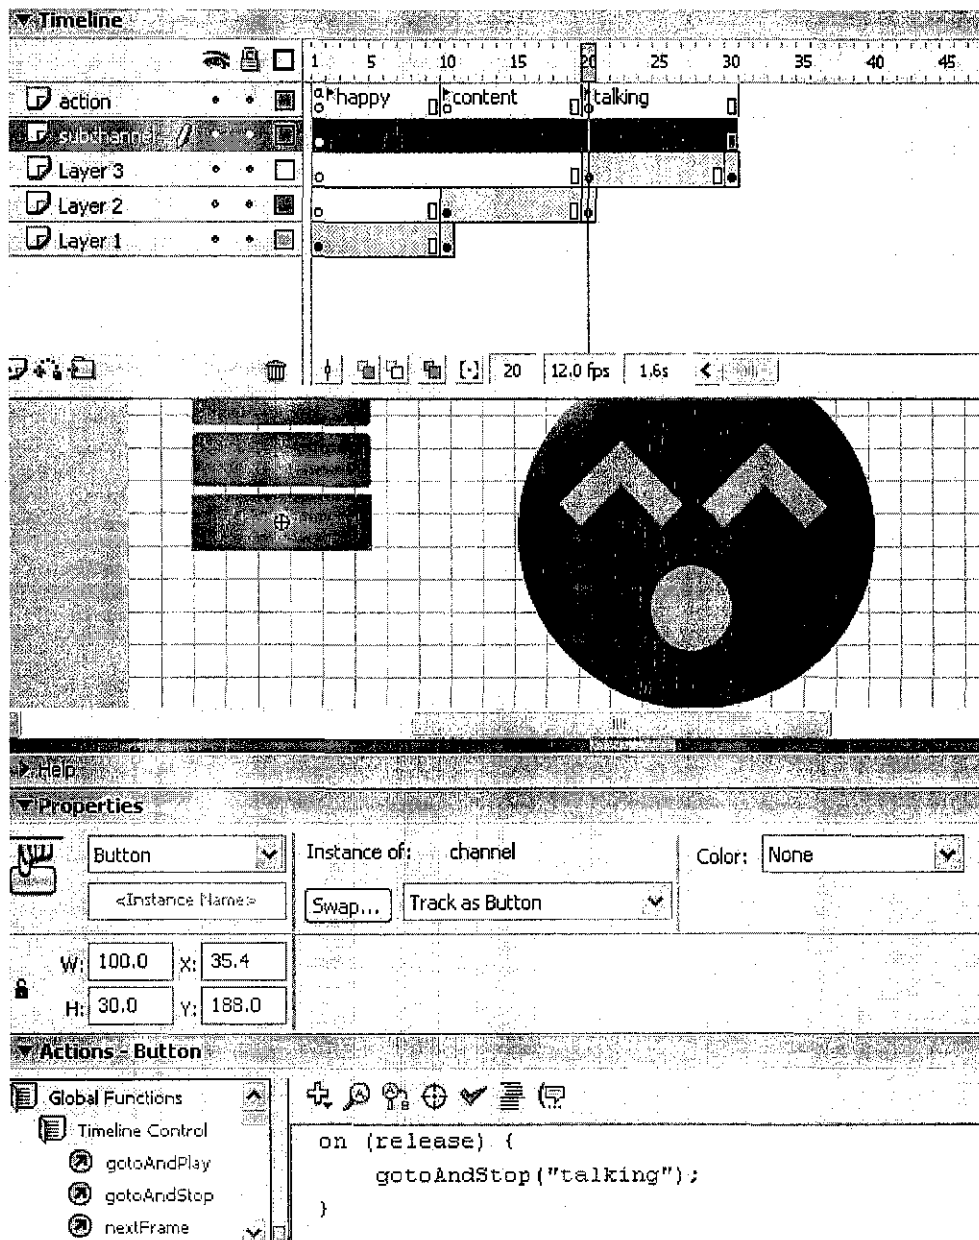 Timeline
1 5 10 15 20 25 30 35 40 45
action
a happy content talking
Layer 3
Layer 2
Layer 1
20 12.0 fps 1.6s
Help
Properties
Button Instance of: channel Color: None
<Instance Name> Swap... Track as Button
W: 100.0 X: 35.4
H: 30.0 Y: 188.0
Actions - Button
Global Functions
Timeline Control
gotoAndPlay
gotoAndStop
nextFrame
on (release) {
gotoAndStop("talking");
}